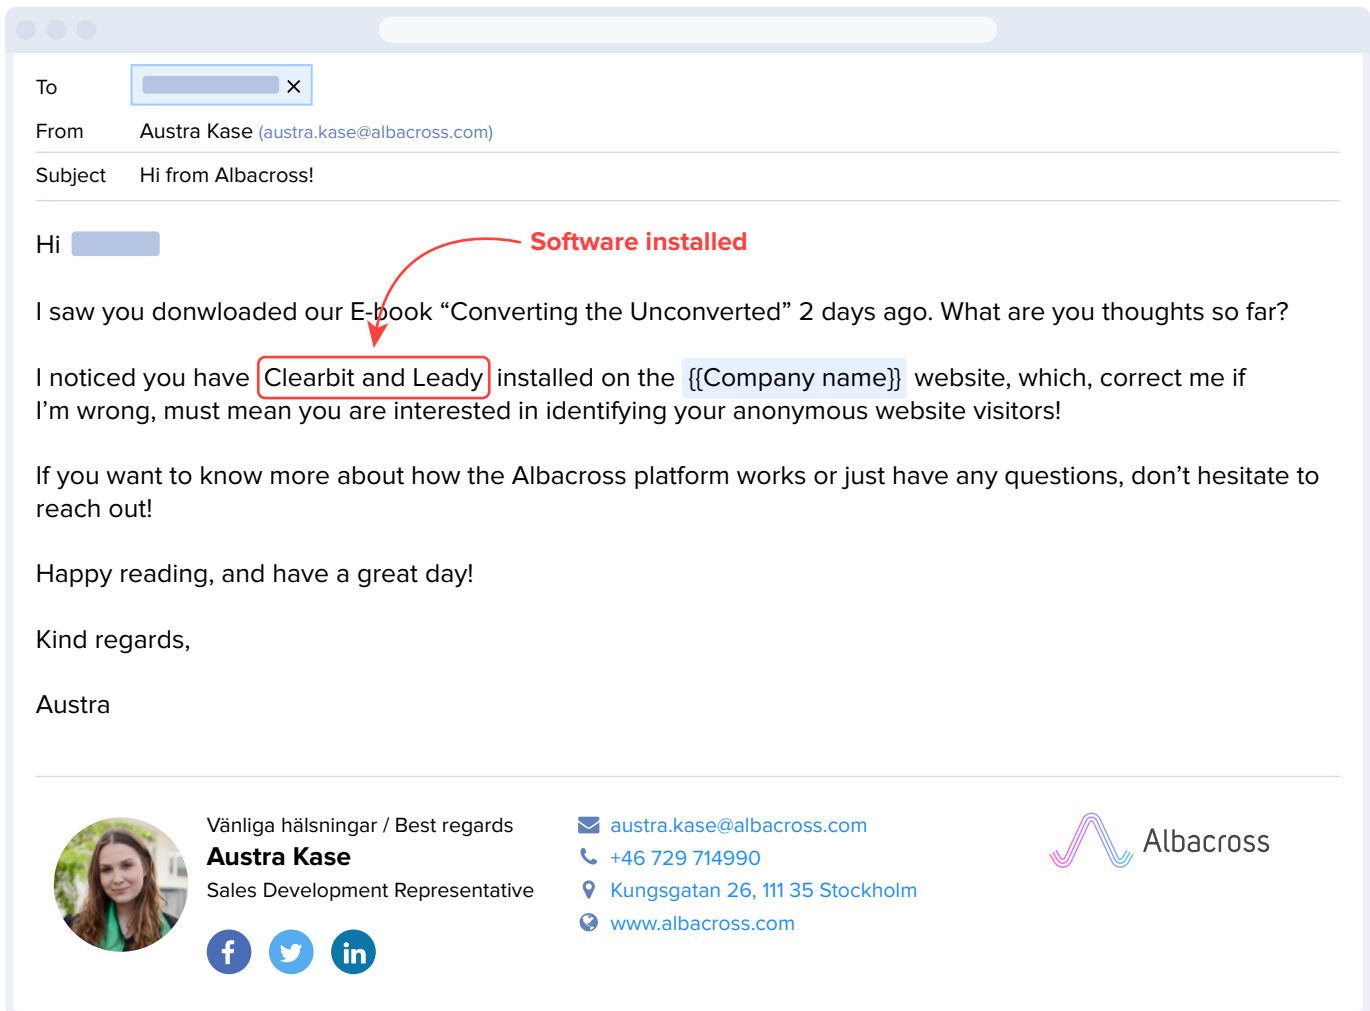 To
From Austra Kase (austra.kase@albacross.com)
Subject Hi from Albacross!
Hi
Software installed
I saw you donwloaded our E-book “Converting the Unconverted” 2 days ago. What are you thoughts so far?
I noticed you have Clearbit and Leady installed on the {{Company name}} website, which, correct me if
I’m wrong, must mean you are interested in identifying your anonymous website visitors!
If you want to know more about how the Albacross platform works or just have any questions, don’t hesitate to
reach out!
Happy reading, and have a great day!
Kind regards,
Austra
Vänliga hälsningar / Best regards
Austra Kase
Sales Development Representative
austra.kase@albacross.com
+46 729 714990
Kungsgatan 26, 111 35 Stockholm
www.albacross.com
Albacross